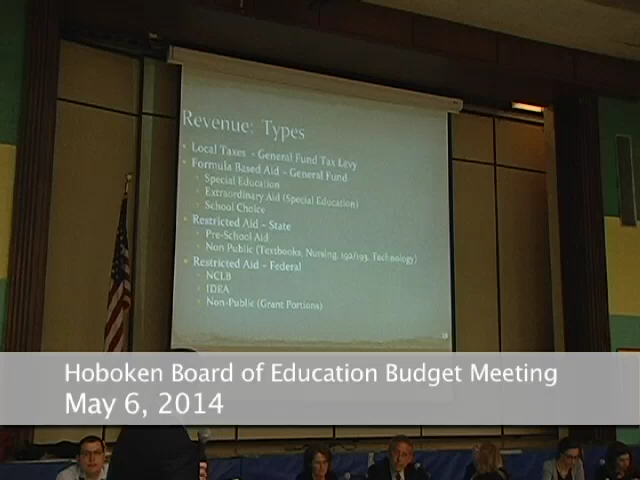 Revenue: Types
• Local Taxes - General Fund Tax Levy
• Formula Based Aid - General Fund
• Special Education
• Extraordinary Aid (Special Education)
• School Choice
• Restricted Aid - State
• Pre-School Aid
• Non Public (Textbooks, Nursing, 192/193, Technology)
• Restricted Aid - Federal
• NCLB
• IDEA
• Non-Public (Grant Portions)
Hoboken Board of Education Budget Meeting
May 6, 2014